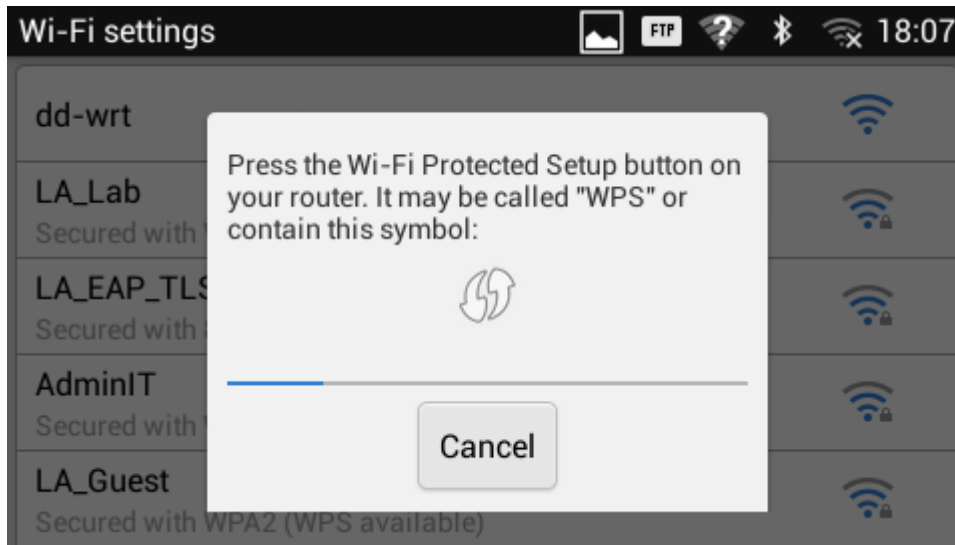 Wi-Fi settings FTP 18:07
dd-wrt
Press the Wi-Fi Protected Setup button on
your router. It may be called "WPS" or
contain this symbol:
LA_Lab
Secured with
LA_EAP_TLS
Secured with
AdminIT
Secured with
Cancel
LA_Guest
Secured with WPA2 (WPS available)